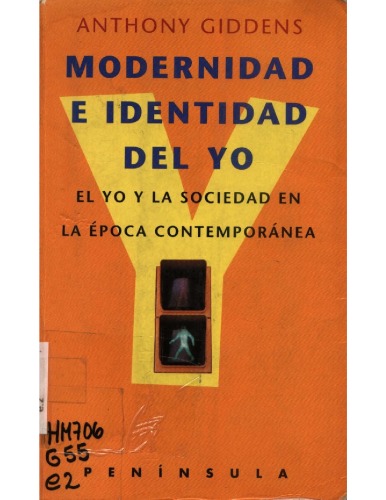 ANTHONY GIDDENS
MODERNIDAD
E IDENTIDAD
DEL YO
EL YO Y LA SOCIEDAD EN
LA ÉPOCA CONTEMPORÁNEA
Y
HM706
G55
e2
PENÍNSULA